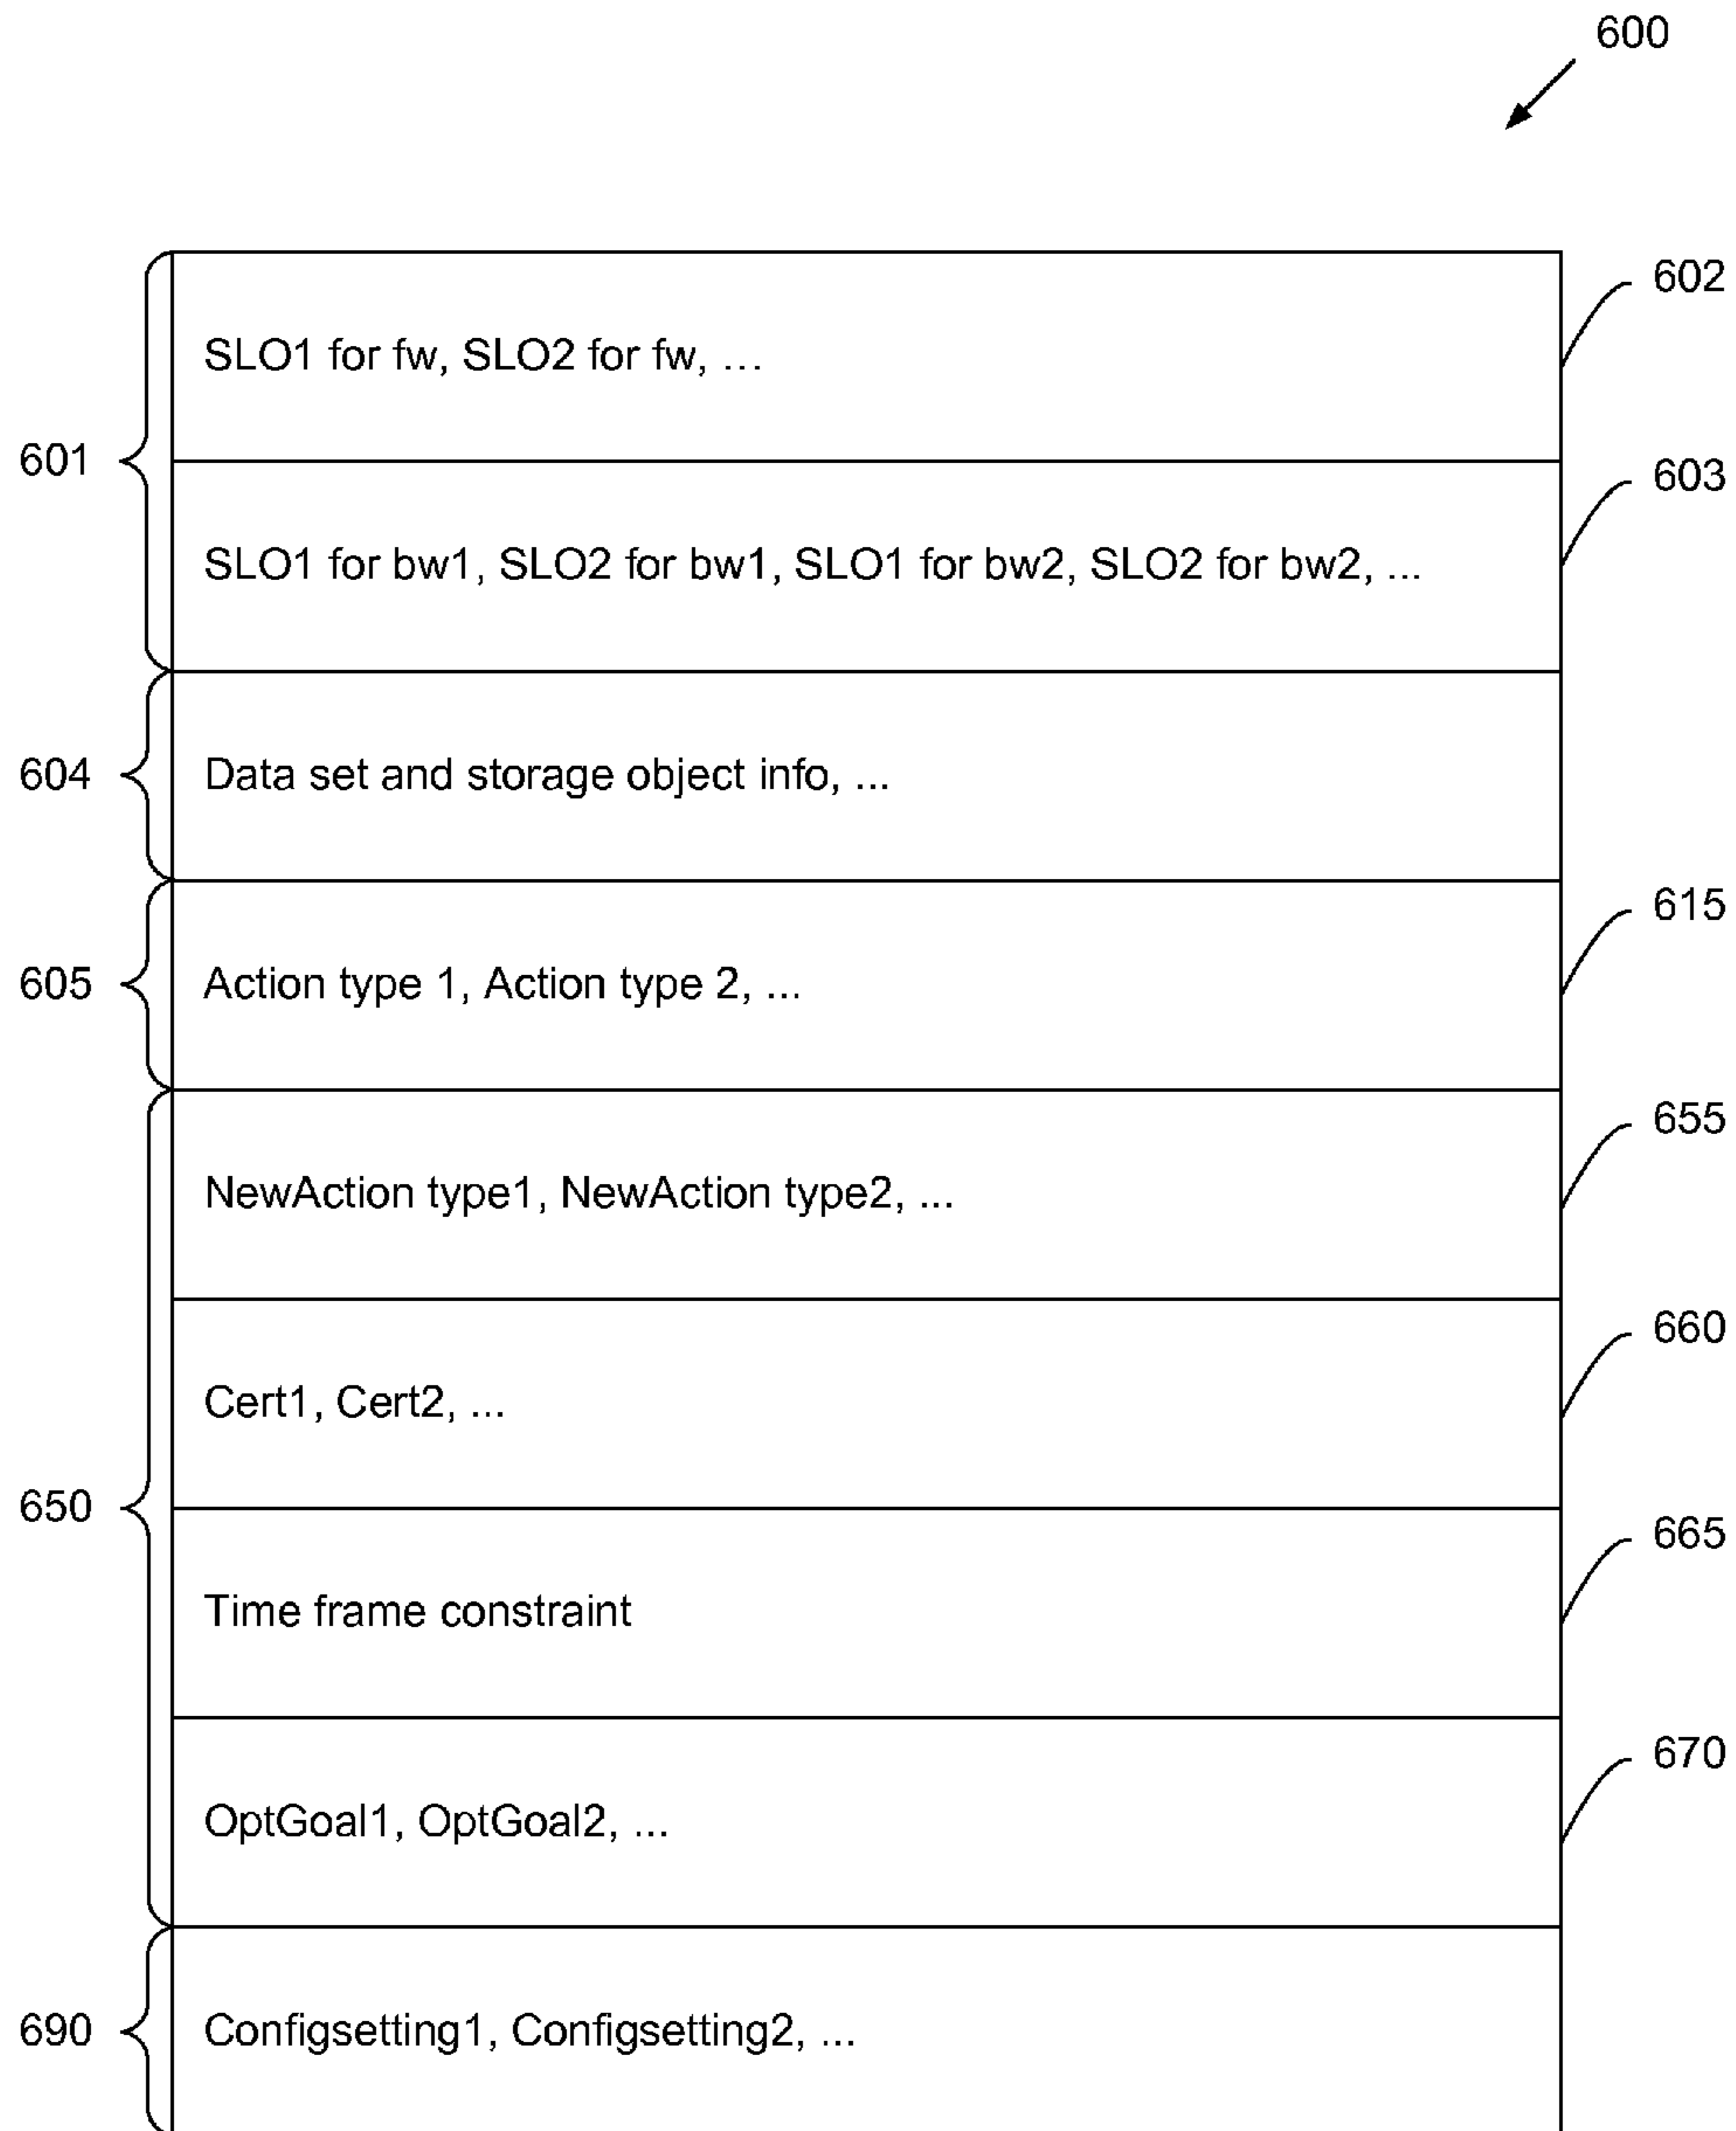 600
602
SLO1 for fw, SLO2 for fw, ...
601
603
SLO1 for bw1, SLO2 for bw1, SLO1 for bw2, SLO2 for bw2, ...
604
Data set and storage object info, ...
615
605
Action type 1, Action type 2, ...
655
NewAction type1, NewAction type2, ...
660
Cert1, Cert2, ...
650
665
Time frame constraint
670
OptGoal1, OptGoal2, ...
690
Configsetting1, Configsetting2, ...